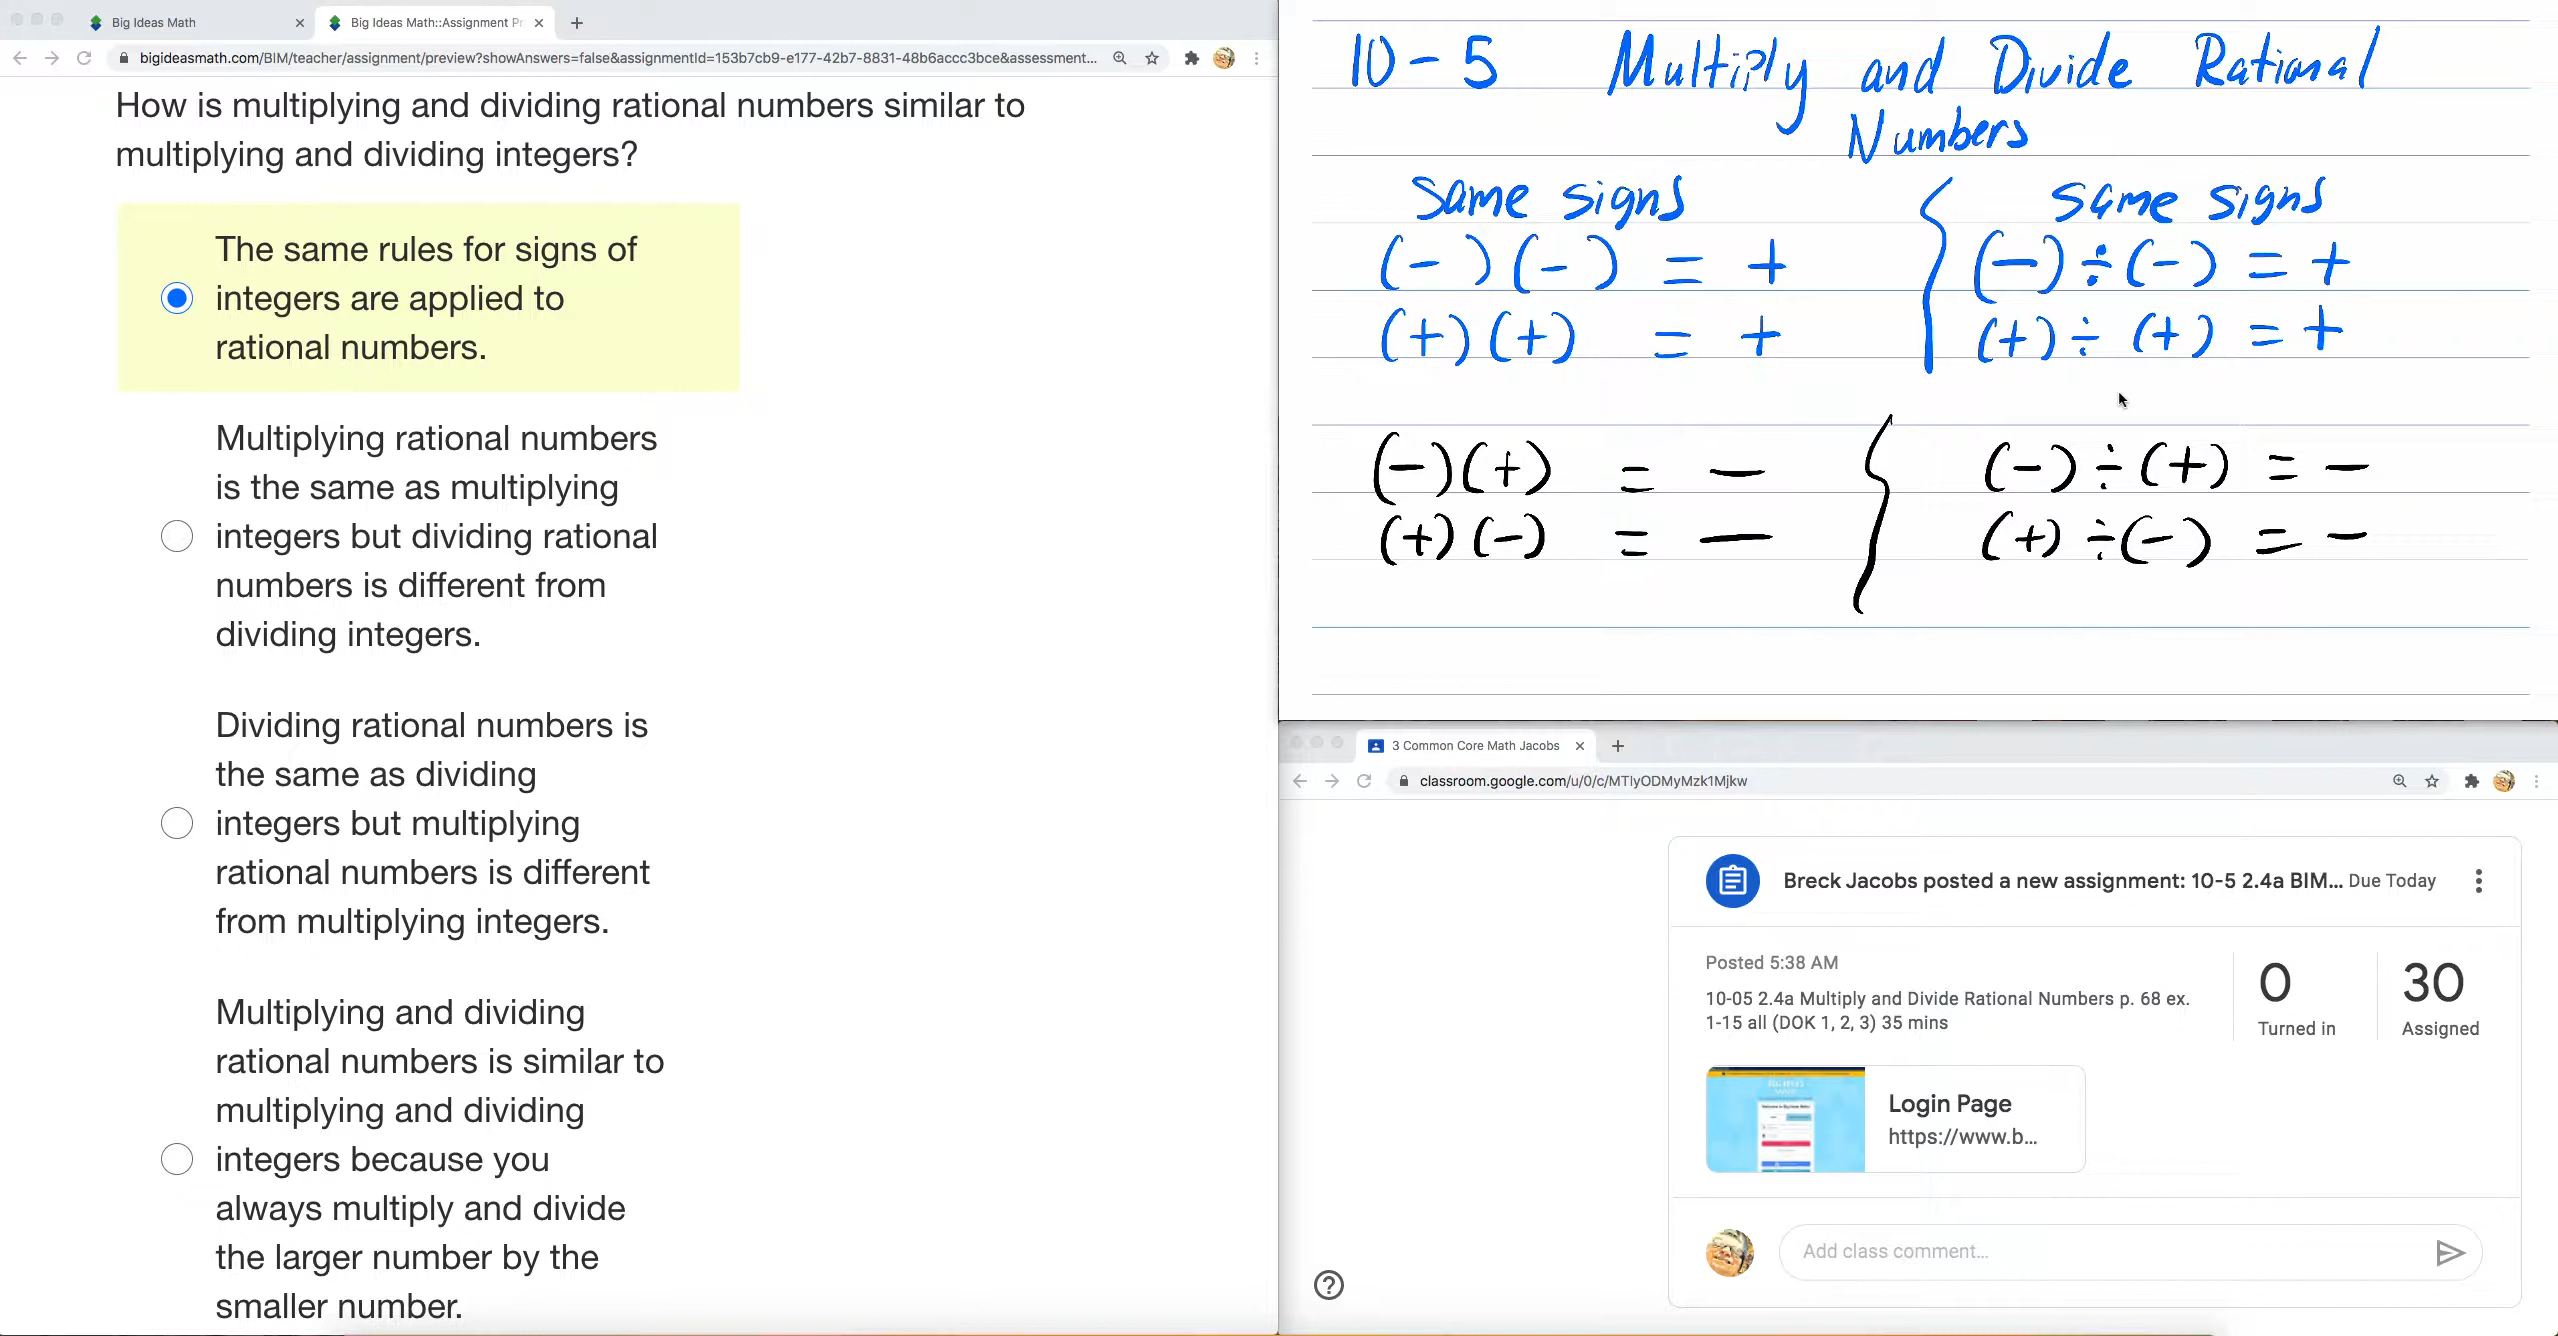 Big Ideas Math
Big Ideas Math::Assignment Pr
bigideasmath.com/BIM/teacher/assignment/preview?showAnswers=false&assignmentId=153b7cb9-e177-42b7-8831-48b6accc3bce&assessment...
How is multiplying and dividing rational numbers similar to
multiplying and dividing integers?
The same rules for signs of
integers are applied to
rational numbers.
Multiplying rational numbers
is the same as multiplying
integers but dividing rational
numbers is different from
dividing integers.
Dividing rational numbers is
the same as dividing
integers but multiplying
rational numbers is different
from multiplying integers.
Multiplying and dividing
rational numbers is similar to
multiplying and dividing
integers because you
always multiply and divide
the larger number by the
smaller number.
10-5 Multiply and Divide Rational
Numbers
Same signs
(-)(-) = +
(+)(+) = +
same signs
(-)÷(-) = +
(+)÷(+) = +
(-)(+) = -
(+)(-) = -
(-)÷(+) = -
(+)÷(-) = -
3 Common Core Math Jacobs
classroom.google.com/u/0/c/MTIyODMyMzk1Mjkw
Breck Jacobs posted a new assignment: 10-5 2.4a BIM... Due Today
Posted 5:38 AM
10-05 2.4a Multiply and Divide Rational Numbers p. 68 ex.
1-15 all (DOK 1, 2, 3) 35 mins
0
Turned in
30
Assigned
Login Page
https://www.b...
Add class comment...